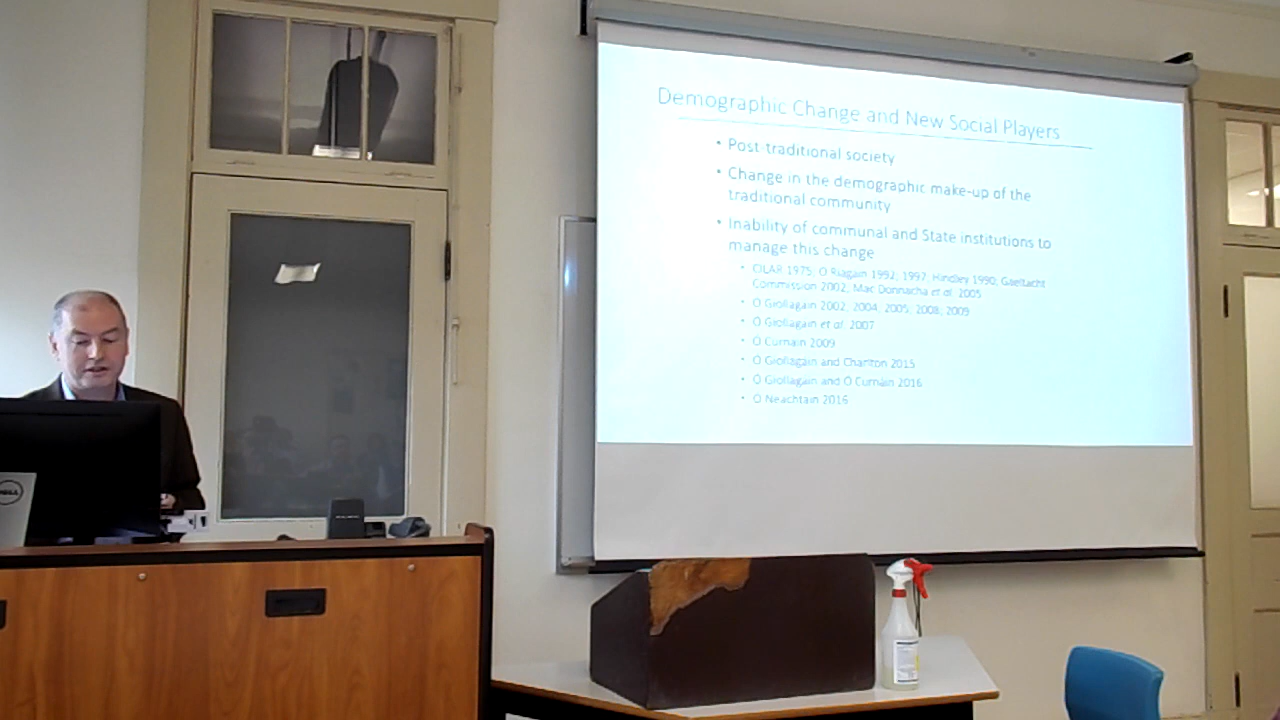 Demographic Change and New Social Players
• Post traditional society
• Change in the demographic make-up of the
traditional community
• Inability of communal and State institutions to
manage this change
• CILAR 1975; Ó Riagáin 1992; 1997; Hindley 1990; Gaeltacht
Commission 2002; Mac Donnacha et al. 2005
• Ó Giollagáin 2002, 2004, 2005, 2008, 2009
• Ó Giollagáin et al. 2007
• Ó Curnáin 2009
• Ó Giollagáin and Charlton 2015
• Ó Giollagáin and Ó Curnáin 2016
• Ó Neachtain 2016
DELL